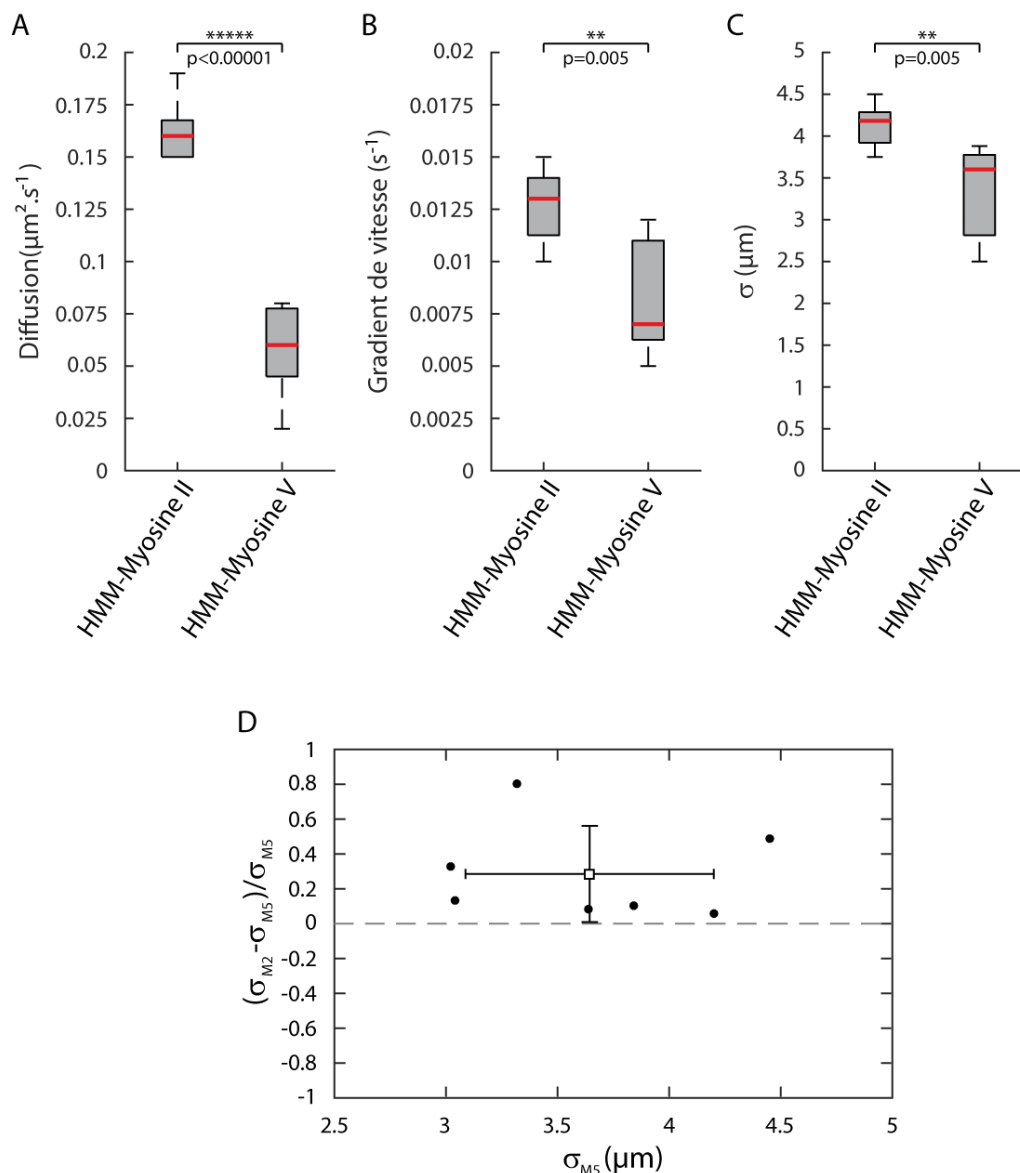 A
*****
p<0.00001
0.2
0.175
0.15
0.125
0.1
0.075
0.05
0.025
0
Diffusion(µm².s⁻¹)
HMM-Myosine II
HMM-Myosine V
B
**
p=0.005
0.02
0.0175
0.015
0.0125
0.01
0.0075
0.005
0.0025
0
Gradient de vitesse (s⁻¹)
HMM-Myosine II
HMM-Myosine V
C
**
p=0.005
5
4.5
4
3.5
3
2.5
2
1.5
1
0.5
0
σ (µm)
HMM-Myosine II
HMM-Myosine V
D
1
0.8
0.6
0.4
0.2
0
-0.2
-0.4
-0.6
-0.8
-1
(σM2-σM5)/σM5
2.5
3
3.5
4
4.5
5
σM5 (µm)